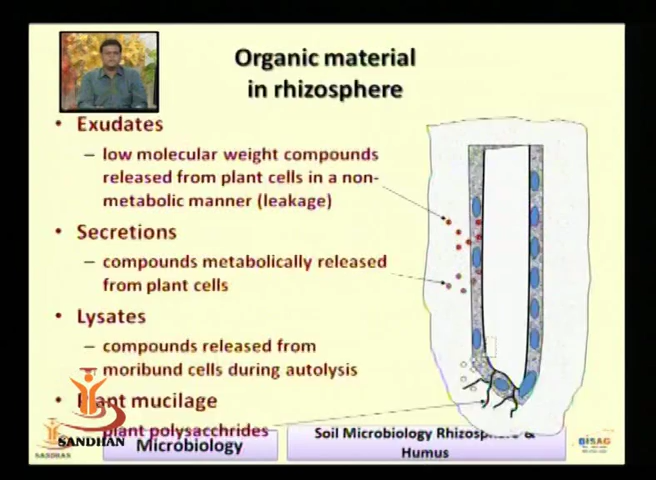 Organic material
in rhizosphere
• Exudates
– low molecular weight compounds
released from plant cells in a non-
metabolic manner (leakage)
• Secretions
– compounds metabolically released
from plant cells
• Lysates
– compounds released from
moribund cells during autolysis
• Plant mucilage
plant polysacchrides
SANDHAN
SANDHAN
Microbiology
Soil Microbiology Rhizosphere &
Humus
BISAG